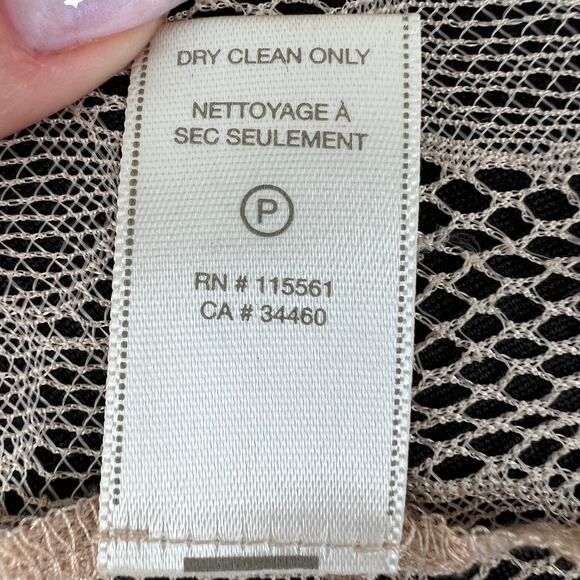 DRY CLEAN ONLY
NETTOYAGE À
SEC SEULEMENT
P
RN # 115561
CA # 34460